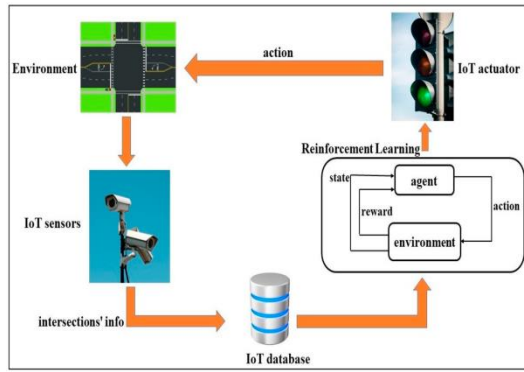 action
Environment
IoT actuator
Reinforcement Learning
state
agent
action
reward
environment
IoT sensors
intersections' info
IoT database